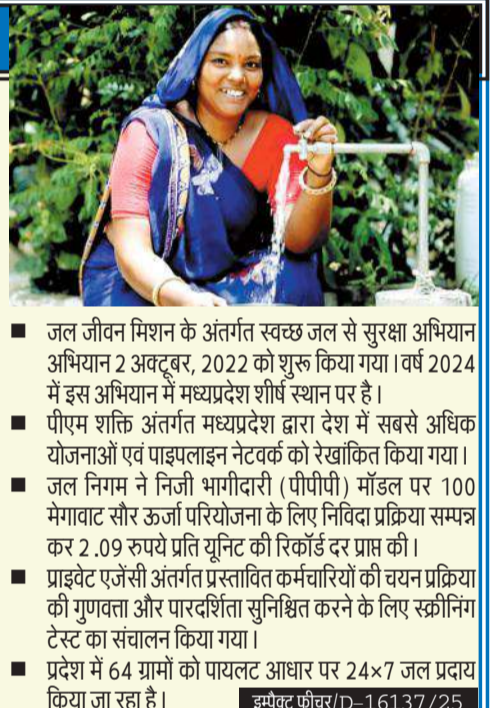 ■ जल जीवन मिशन के अंतर्गत स्वच्छ जल से सुरक्षा अभियान
अभियान 2 अक्टूबर, 2022 को शुरू किया गया। वर्ष 2024
में इस अभियान में मध्यप्रदेश शीर्ष स्थान पर है।
■ पीएम शक्ति अंतर्गत मध्यप्रदेश द्वारा देश में सबसे अधिक
योजनाओं एवं पाइपलाइन नेटवर्क को रेखांकित किया गया।
■ जल निगम ने निजी भागीदारी (पीपीपी) मॉडल पर 100
मेगावाट सौर ऊर्जा परियोजना के लिए निविदा प्रक्रिया सम्पन्न
कर 2.09 रुपये प्रति यूनिट की रिकॉर्ड दर प्राप्त की।
■ प्राइवेट एजेंसी अंतर्गत प्रस्तावित कर्मचारियों की चयन प्रक्रिया
की गुणवत्ता और पारदर्शिता सुनिश्चित करने के लिए स्क्रीनिंग
टेस्ट का संचालन किया गया।
■ प्रदेश में 64 ग्रामों को पायलट आधार पर 24×7 जल प्रदाय
किया जा रहा है।
इम्पैक्ट फीचर/D-16137/25